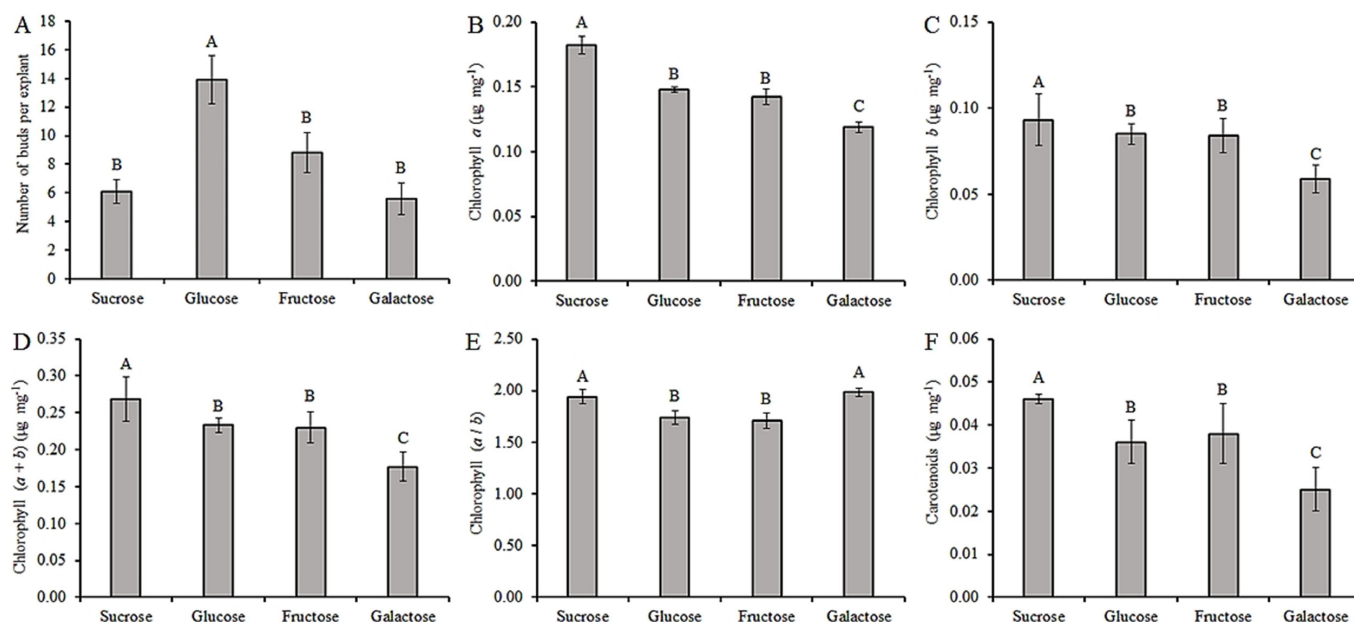 A
Number of buds per explant
18
16
14
12
10
8
6
4
2
0
B
A
B
B
Sucrose Glucose Fructose Galactose
B
Chlorophyll a (µg mg⁻¹)
0.20
0.15
0.10
0.05
0.00
A
B
B
C
Sucrose Glucose Fructose Galactose
C
Chlorophyll b (µg mg⁻¹)
0.15
0.10
0.05
0.00
A
B
B
C
Sucrose Glucose Fructose Galactose
D
Chlorophyll (a + b) (µg mg⁻¹)
0.35
0.30
0.25
0.20
0.15
0.10
0.05
0.00
A
B
B
C
Sucrose Glucose Fructose Galactose
E
Chlorophyll (a / b)
2.50
2.00
1.50
1.00
0.50
0.00
A
B
B
A
Sucrose Glucose Fructose Galactose
F
Carotenoids (µg mg⁻¹)
0.06
0.05
0.04
0.03
0.02
0.01
0.00
A
B
B
C
Sucrose Glucose Fructose Galactose